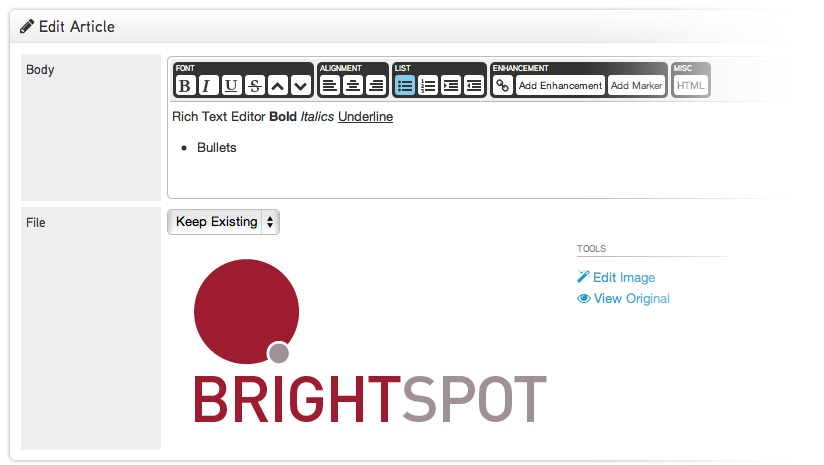 Edit Article
Body
FONT ALIGNMENT LIST ENHANCEMENT MISC
B I U S Add Enhancement Add Marker HTML
Rich Text Editor Bold Italics Underline
• Bullets
File
Keep Existing
TOOLS
Edit Image
View Original
BRIGHTSPOT